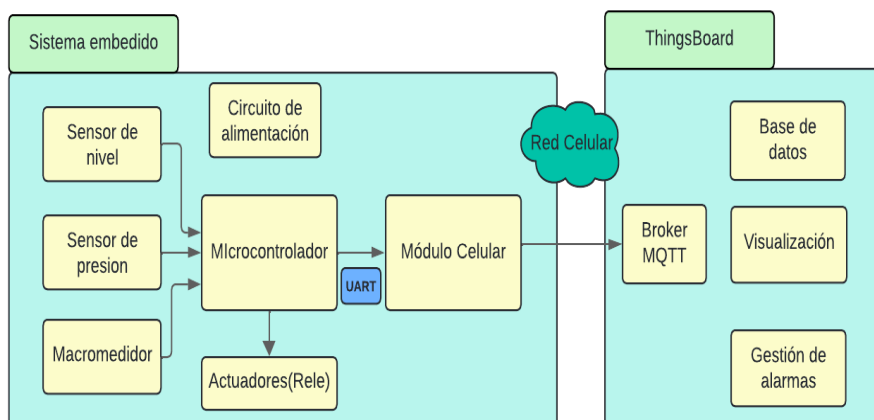 Sistema embedido
ThingsBoard
Circuito de
alimentación
Sensor de
nivel
Red Celular
Base de
datos
Sensor de
presion
MIcrocontrolador
Módulo Celular
Broker
MQTT
Visualización
UART
Macromedidor
Actuadores(Rele)
Gestión de
alarmas